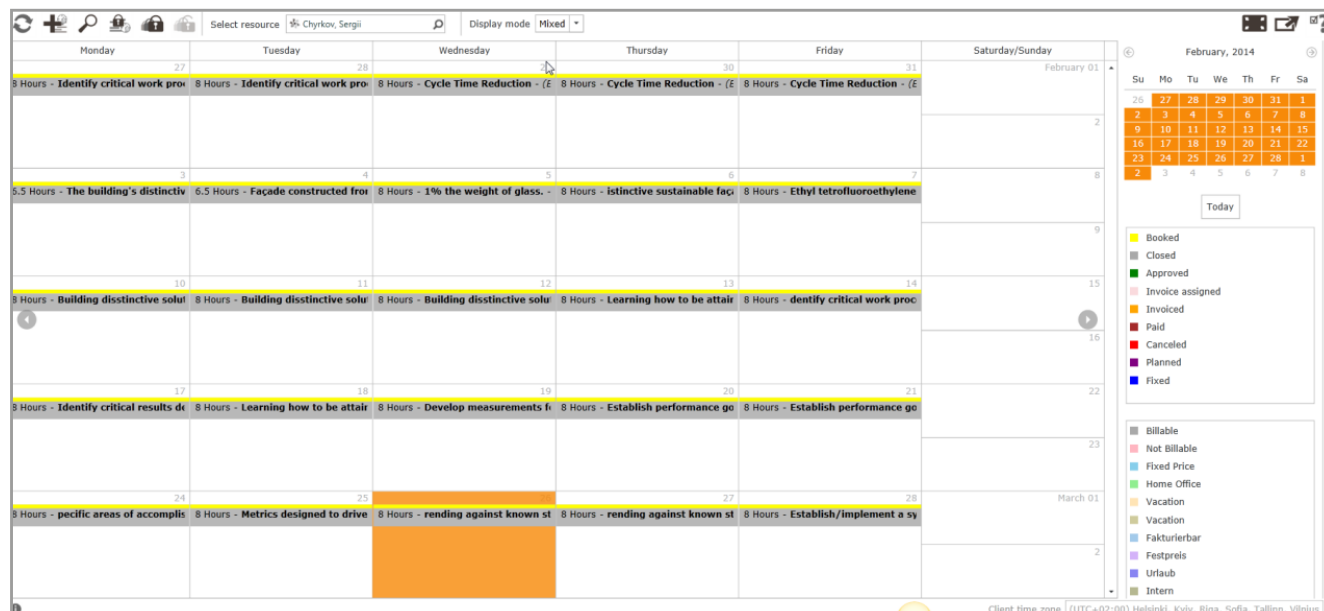 Select resource Chyrkov, Sergii Display mode Mixed
Monday Tuesday Wednesday Thursday Friday Saturday/Sunday
27 28 30 31 February 01
8 Hours - Identify critical work pro 8 Hours - Identify critical work pro 8 Hours - Cycle Time Reduction - (E 8 Hours - Cycle Time Reduction - (E 8 Hours - Cycle Time Reduction - (E
2
3 4 5 6 7 8
6.5 Hours - The building's distinctiv 6.5 Hours - Façade constructed fro 8 Hours - 1% the weight of glass. - 8 Hours - istinctive sustainable faç 8 Hours - Ethyl tetrofluoroethylene
9
10 11 12 13 14 15
8 Hours - Building disstinctive solu 8 Hours - Building disstinctive solu 8 Hours - Building disstinctive solu 8 Hours - Learning how to be attair 8 Hours - dentify critical work proc
16
17 18 19 20 21 22
8 Hours - Identify critical results de 8 Hours - Learning how to be attair 8 Hours - Develop measurements f 8 Hours - Establish performance go 8 Hours - Establish performance go
23
24 25 26 27 28 March 01
8 Hours - pecific areas of accomplis 8 Hours - Metrics designed to drive 8 Hours - rending against known st 8 Hours - rending against known st 8 Hours - Establish/implement a sy
2
February, 2014
Su Mo Tu We Th Fr Sa
26 27 28 29 30 31 1
2 3 4 5 6 7 8
9 10 11 12 13 14 15
16 17 18 19 20 21 22
23 24 25 26 27 28 1
2 3 4 5 6 7 8
Today
Booked
Closed
Approved
Invoice assigned
Invoiced
Paid
Canceled
Planned
Fixed
Billable
Not Billable
Fixed Price
Home Office
Vacation
Vacation
Fakturierbar
Festpreis
Urlaub
Intern
Client time zone (UTC+02:00) Helsinki, Kyiv, Riga, Sofia, Tallinn, Vilnius